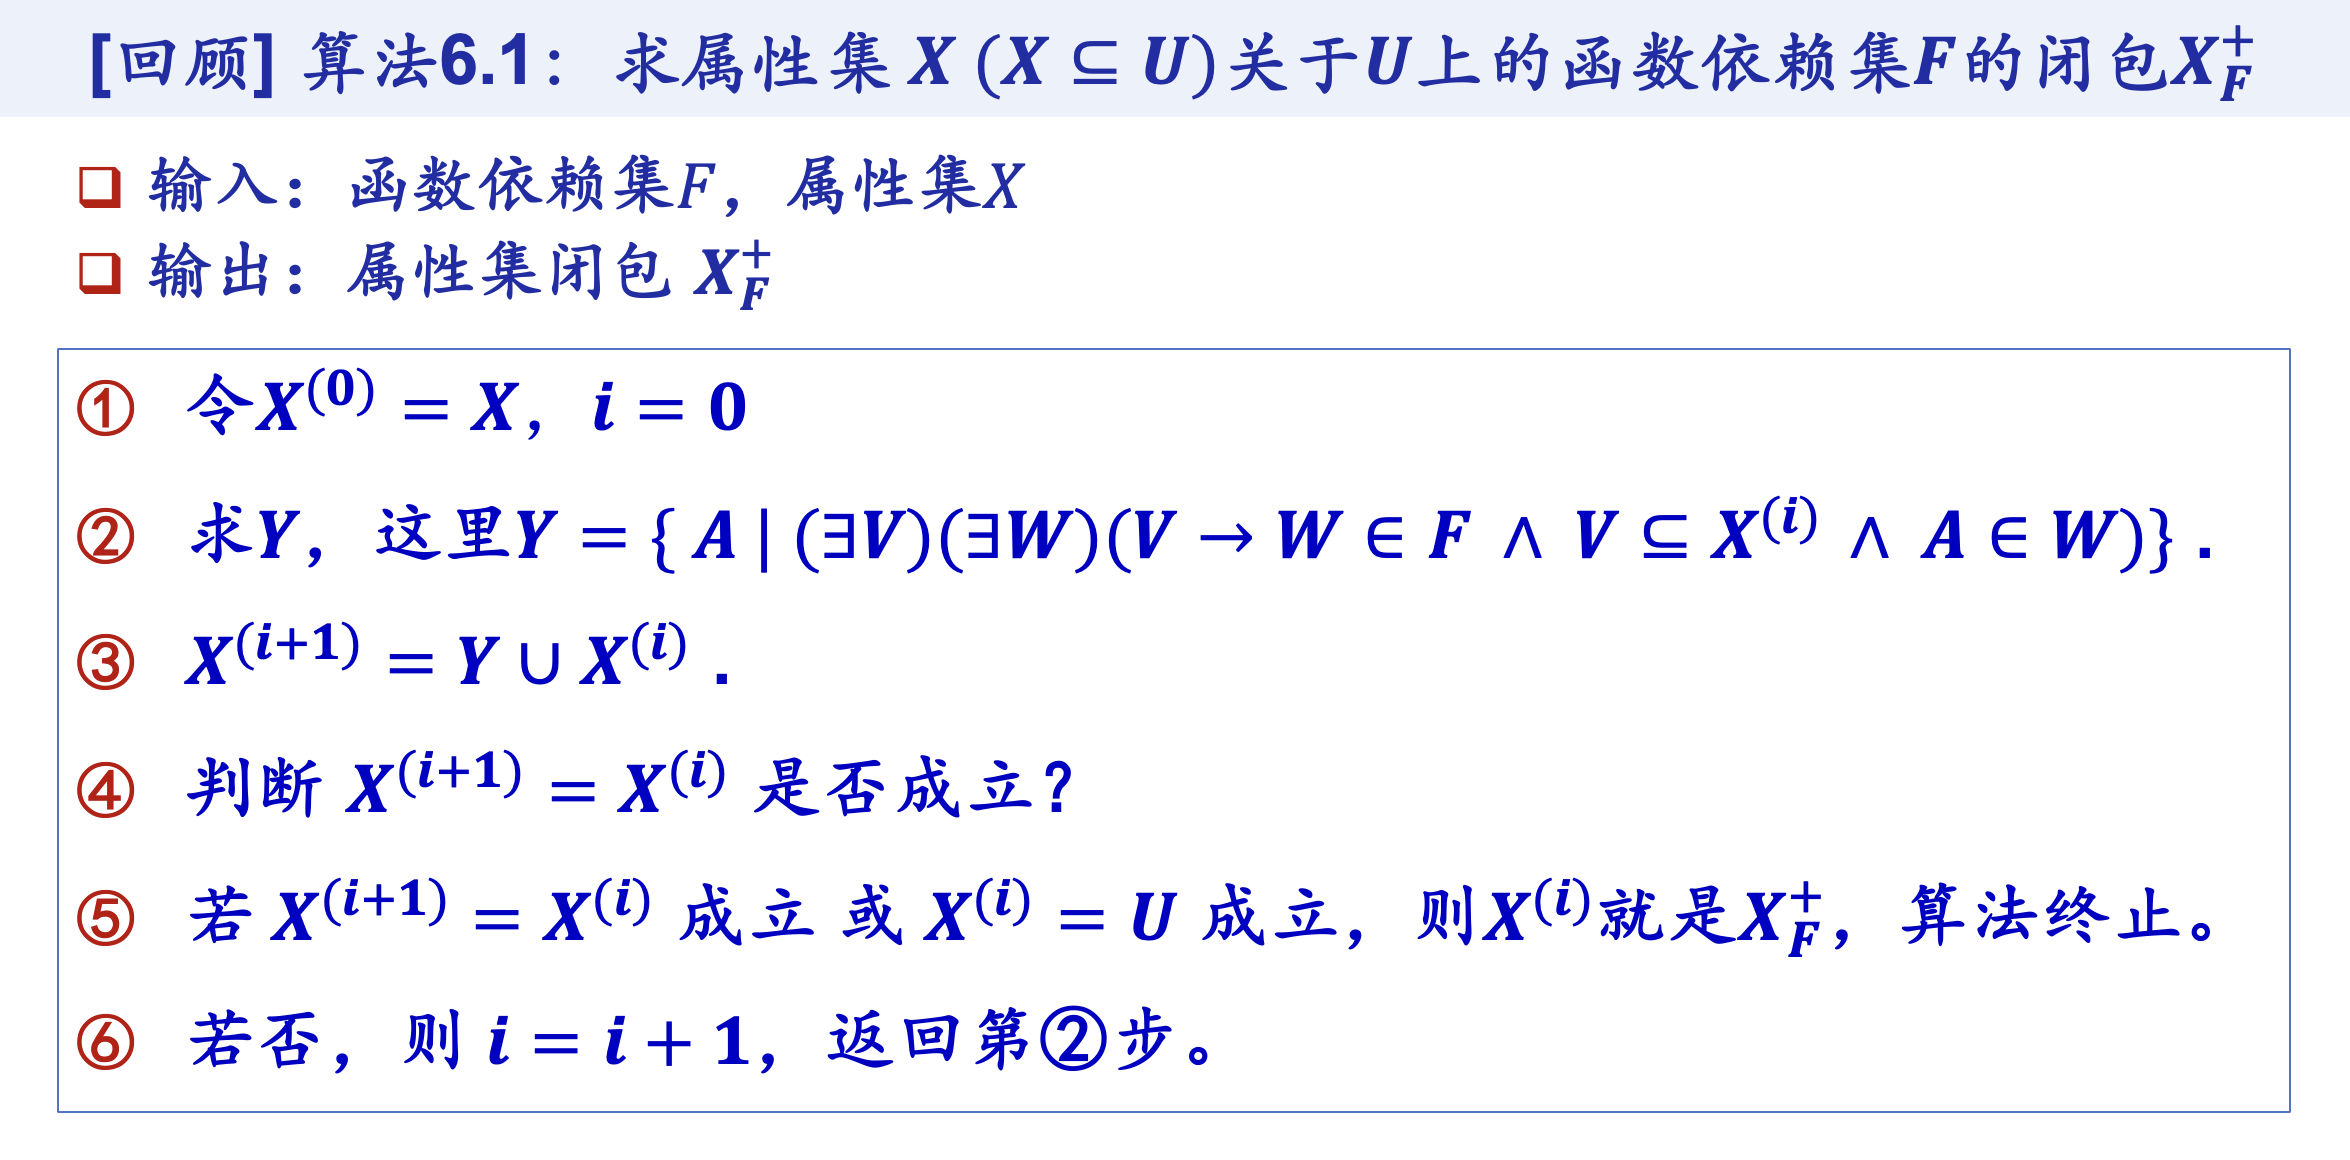 [回顾] 算法6.1： 求属性集 X (X ⊆ U)关于U上的函数依赖集F的闭包X_F^+
❑ 输入：函数依赖集F，属性集X
❑ 输出：属性集闭包 X_F^+
① 令X^(0) = X，i = 0
② 求Y，这里Y = { A | (∃V)(∃W)(V → W ∈ F ∧ V ⊆ X^(i) ∧ A ∈ W)} .
③ X^(i+1) = Y ∪ X^(i) .
④ 判断 X^(i+1) = X^(i) 是否成立?
⑤ 若 X^(i+1) = X^(i) 成立 或 X^(i) = U 成立，则X^(i)就是X_F^+，算法终止。
⑥ 若否，则 i = i + 1，返回第②步。